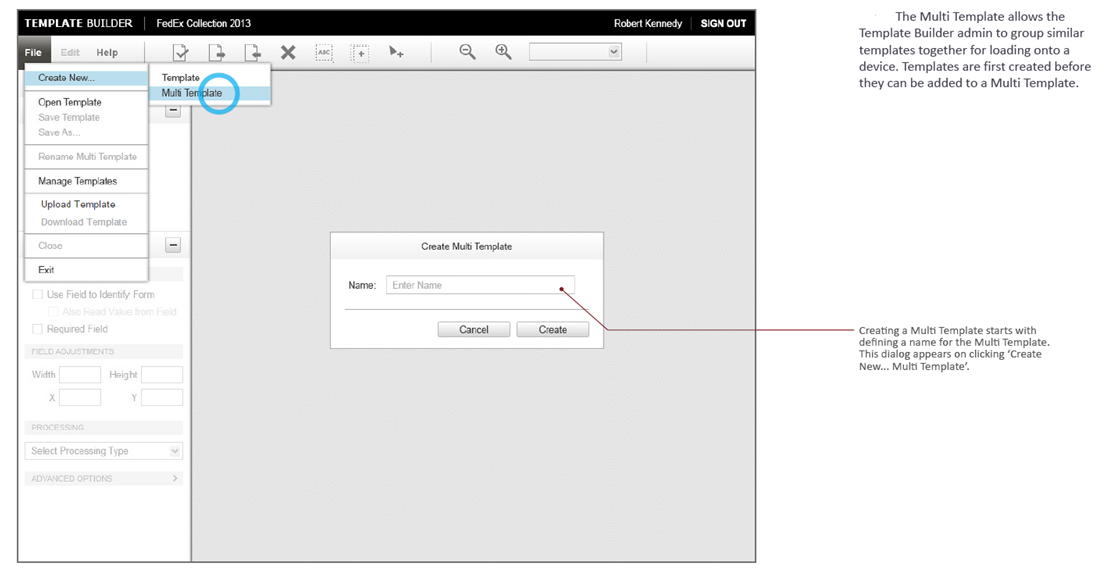 TEMPLATE BUILDER FedEx Collection 2013 Robert Kennedy SIGN OUT
File Edit Help ABC
Create New...
Template
Multi Template
Open Template
Save Template
Save As...
Rename Multi Template
Manage Templates
Upload Template
Download Template
Close
Exit
Use Field to Identify Form
Also Read Value from Field
Required Field
FIELD ADJUSTMENTS
Width Height
X Y
PROCESSING
Select Processing Type
ADVANCED OPTIONS
Create Multi Template
Name: Enter Name
Cancel Create
The Multi Template allows the
Template Builder admin to group similar
templates together for loading onto a
device. Templates are first created before
they can be added to a Multi Template.
Creating a Multi Template starts with
defining a name for the Multi Template.
This dialog appears on clicking ‘Create
New... Multi Template’.